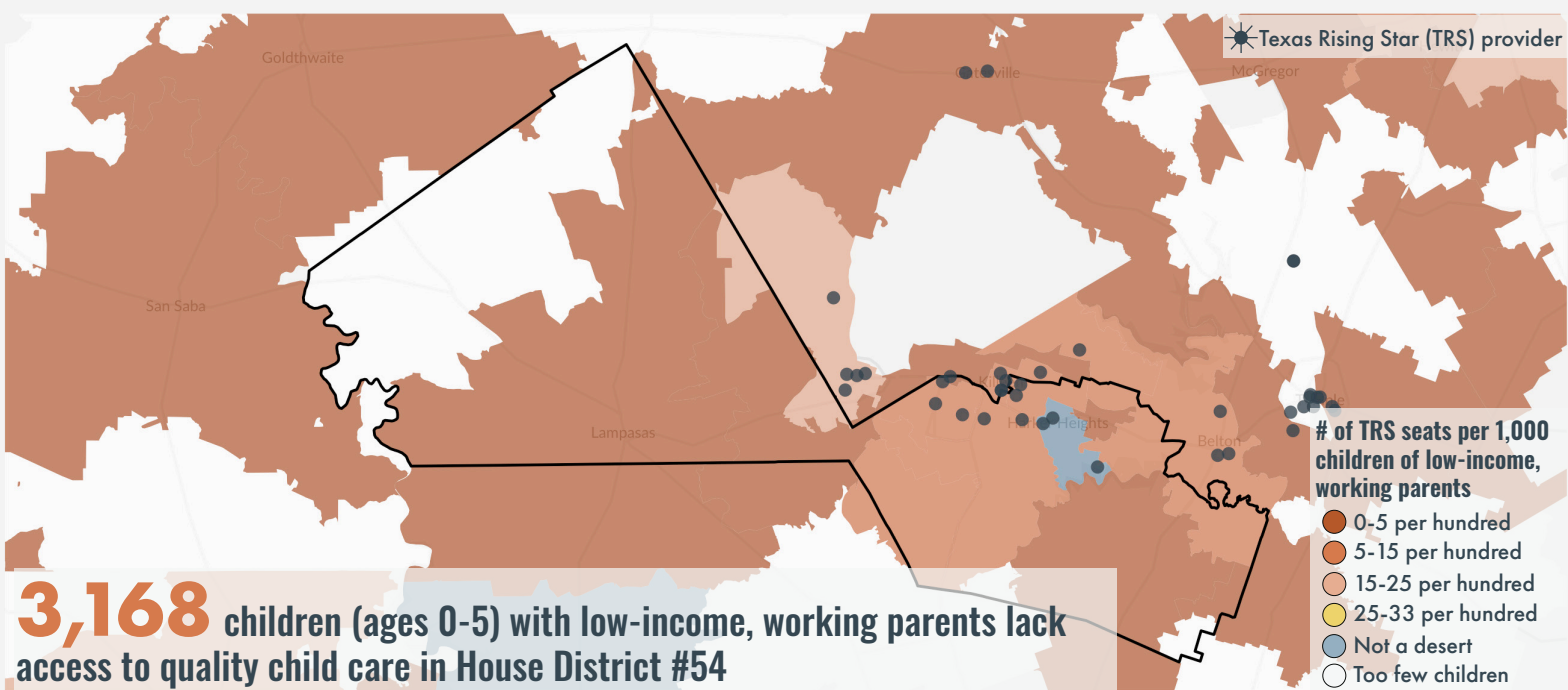 Texas Rising Star (TRS) provider
Goldthwaite
McGregor
San Saba
Lampasas
Heights
Belton
# of TRS seats per 1,000
children of low-income,
working parents
0-5 per hundred
5-15 per hundred
15-25 per hundred
25-33 per hundred
Not a desert
Too few children
3,168 children (ages 0-5) with low-income, working parents lack
access to quality child care in House District #54